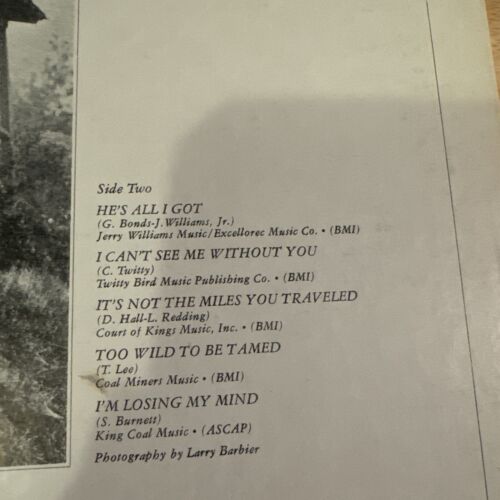 Side Two
HE'S ALL I GOT
(G. Bonds-J. Williams, Jr.)
Jerry Williams Music/Excellorec Music Co. • (BMI)
I CAN'T SEE ME WITHOUT YOU
(C. Twitty)
Twitty Bird Music Publishing Co. • (BMI)
IT'S NOT THE MILES YOU TRAVELED
(D. Hall-L. Redding)
Court of Kings Music, Inc. • (BMI)
TOO WILD TO BE TAMED
(T. Lee)
Coal Miners Music • (BMI)
I'M LOSING MY MIND
(S. Burnett)
King Coal Music • (ASCAP)
Photography by Larry Barbier